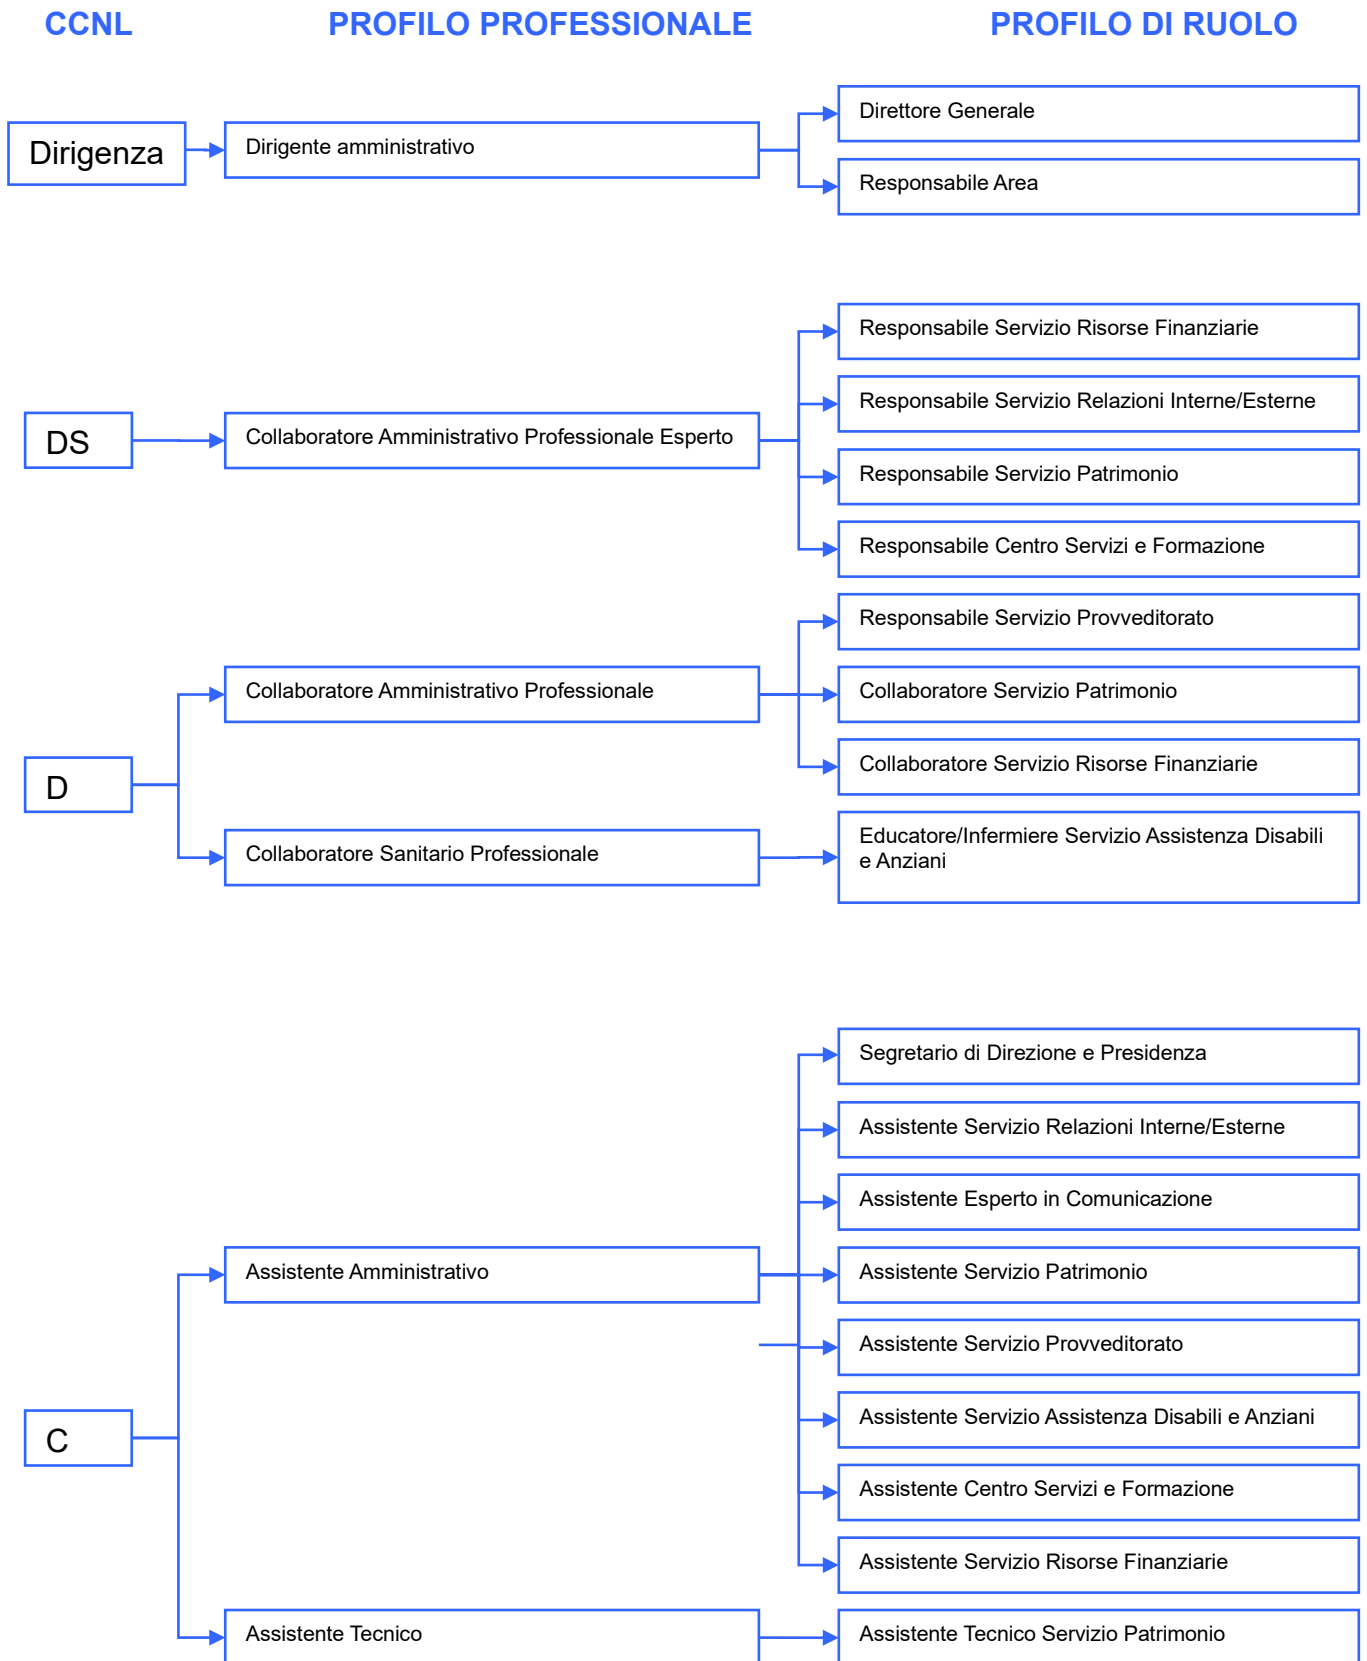 CCNL PROFILO PROFESSIONALE PROFILO DI RUOLO
Direttore Generale
Dirigenza
Dirigente amministrativo
Responsabile Area
Responsabile Servizio Risorse Finanziarie
Responsabile Servizio Relazioni Interne/Esterne
DS
Collaboratore Amministrativo Professionale Esperto
Responsabile Servizio Patrimonio
Responsabile Centro Servizi e Formazione
Responsabile Servizio Provveditorato
Collaboratore Amministrativo Professionale
Collaboratore Servizio Patrimonio
D
Collaboratore Servizio Risorse Finanziarie
Collaboratore Sanitario Professionale
Educatore/Infermiere Servizio Assistenza Disabili
e Anziani
Segretario di Direzione e Presidenza
Assistente Servizio Relazioni Interne/Esterne
Assistente Esperto in Comunicazione
Assistente Amministrativo
Assistente Servizio Patrimonio
Assistente Servizio Provveditorato
C
Assistente Servizio Assistenza Disabili e Anziani
Assistente Centro Servizi e Formazione
Assistente Servizio Risorse Finanziarie
Assistente Tecnico
Assistente Tecnico Servizio Patrimonio